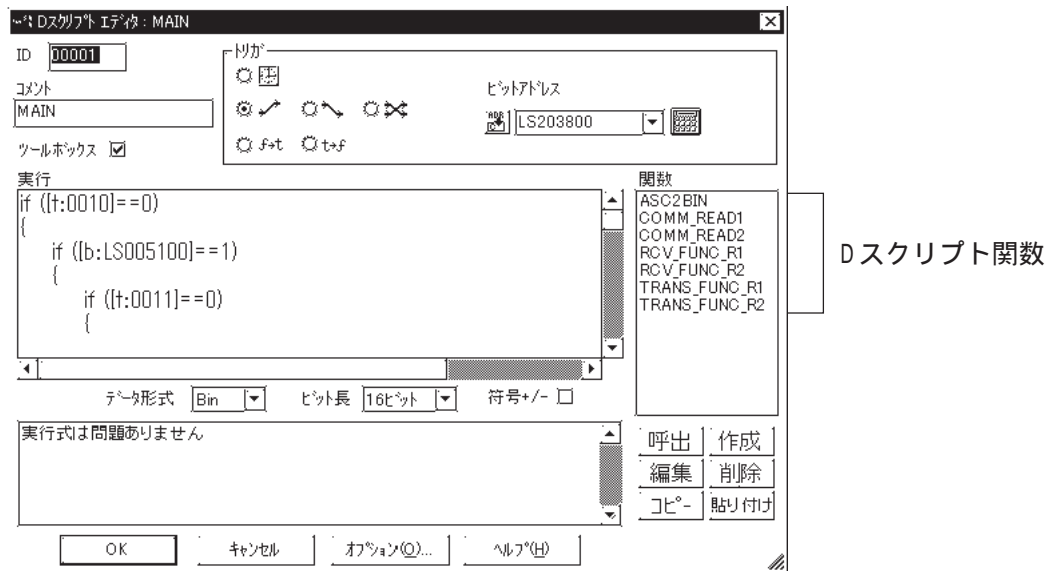 Dｽｸﾘﾌﾟﾄ ｴﾃﾞｨﾀ : MAIN
ID 00001
ｺﾒﾝﾄ
MAIN
ツールボックス
ﾄﾘｶﾞ
f→t t→f
ﾋﾞｯﾄｱﾄﾞﾚｽ
LS203800
実行
if ([t:0010]==0)
{
if ([b:LS005100]==1)
{
if ([t:0011]==0)
{
関数
ASC2BIN
COMM_READ1
COMM_READ2
RCV_FUNC_R1
RCV_FUNC_R2
TRANS_FUNC_R1
TRANS_FUNC_R2
Dスクリプト関数
ﾃﾞｰﾀ形式 Bin ﾋﾞｯﾄ長 16ﾋﾞｯﾄ 符号+/-
実行式は問題ありません
呼出 作成
編集 削除
ｺﾋﾟｰ 貼り付け
OK ｷｬﾝｾﾙ ｵﾌﾟｼｮﾝ(O)... ﾍﾙﾌﾟ(H)